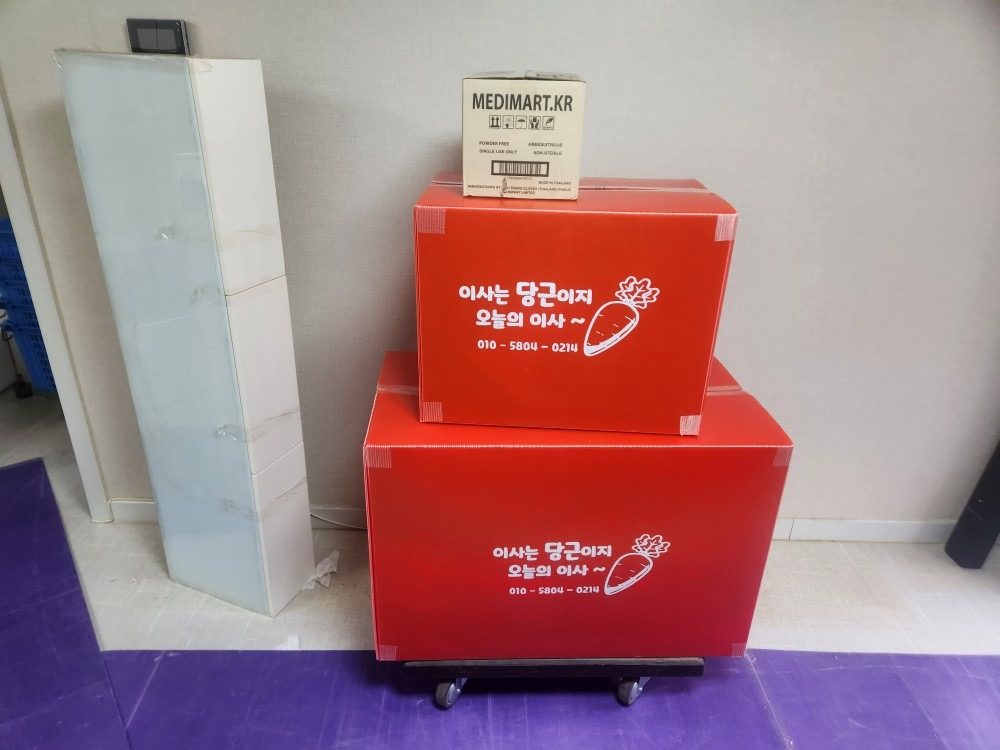 MEDIMART.KR
POWDER FREE AMBIDEXTROUS
SINGLE USE ONLY NON-STERILE
MADE IN THAILAND
COMPANY LIMITED
이사는 당근이지
오늘의 이사 ~
010 - 5804 - 0214
이사는 당근이지
오늘의 이사 ~
010 - 5804 - 0214